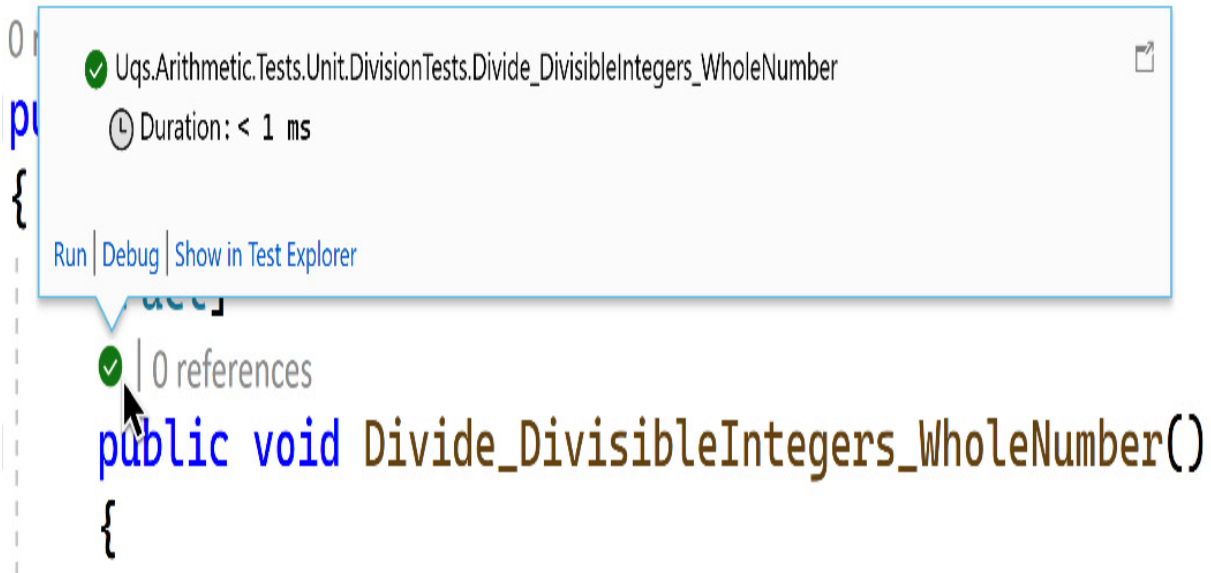 Uqs.Arithmetic.Tests.Unit.DivisionTests.Divide_DivisibleIntegers_WholeNumber
Duration: < 1 ms
{
Run | Debug | Show in Test Explorer
| 0 references
public void Divide_DivisibleIntegers_WholeNumber()
{